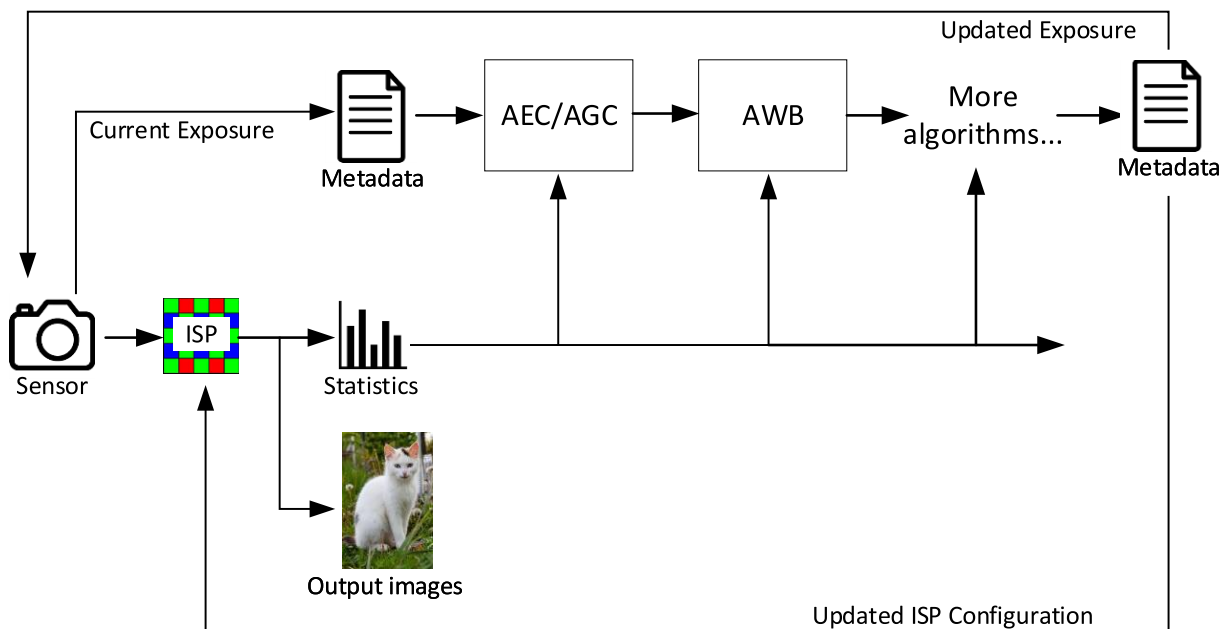 Updated Exposure
Current Exposure
Metadata
AEC/AGC
AWB
More
algorithms...
Metadata
Sensor
ISP
Statistics
Output images
Updated ISP Configuration